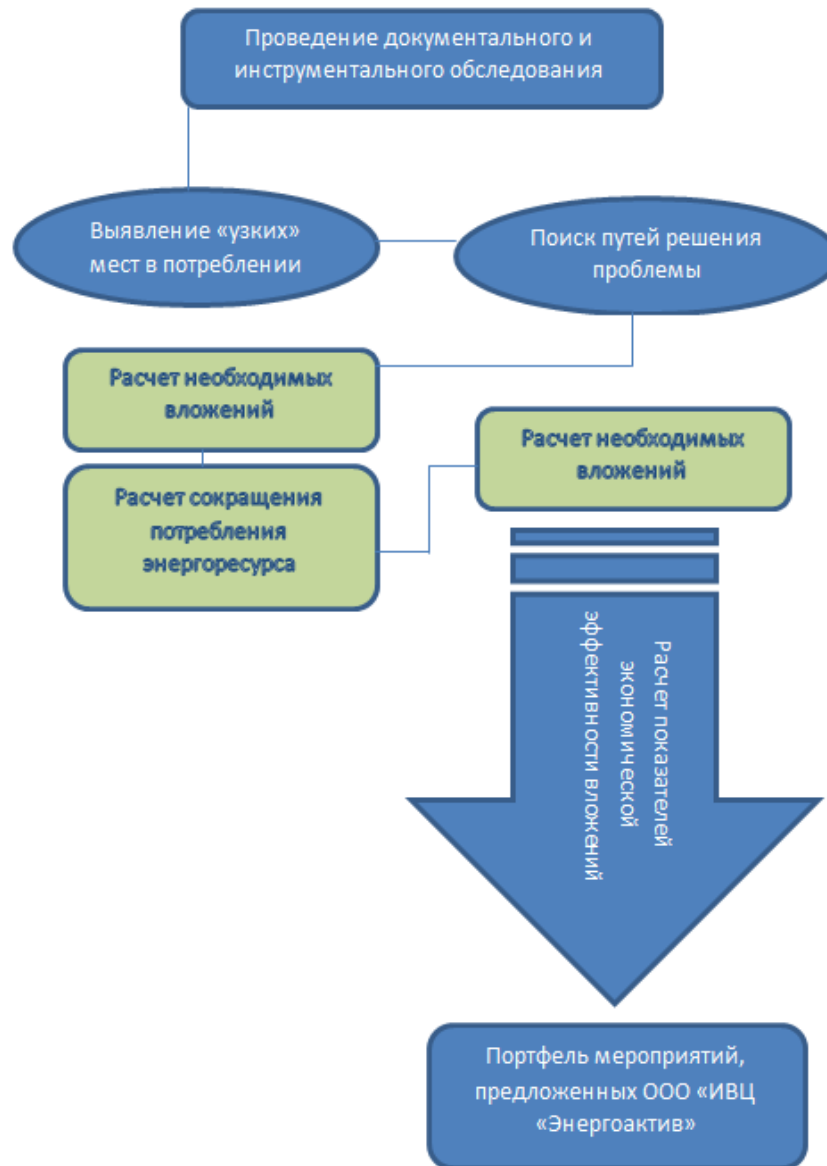 Проведение документального и
инструментального обследования
Выявление «узких»
мест в потреблении
Поиск путей решения
проблемы
Расчет необходимых
вложений
Расчет сокращения
потребления
энергоресурса
Расчет необходимых
вложений
Расчет показателей
экономической
эффективности вложений
Портфель мероприятий,
предложенных ООО «ИВЦ
«Энергоактив»